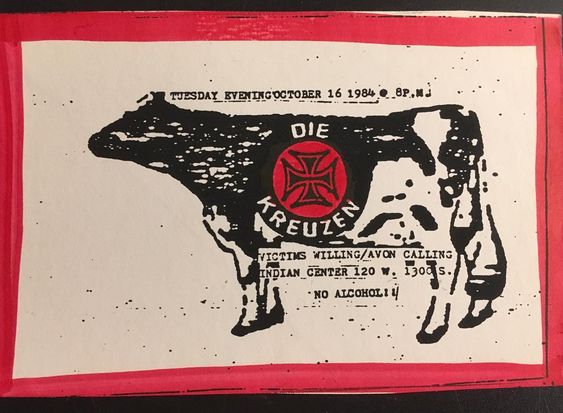 TUESDAY EVENING OCTOBER 16 1984 @ 8P.M.
DIE
KREUZEN
VICTIMS WILLING/AVON CALLING
INDIAN CENTER 120 W. 1300 S.
NO ALCOHOL!!